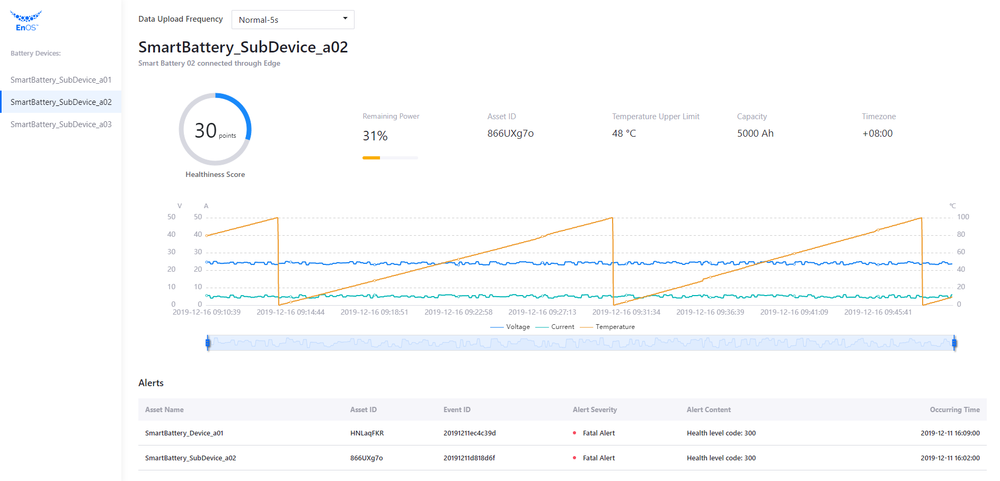 EnOS™
Battery Devices:
SmartBattery_SubDevice_a01
SmartBattery_SubDevice_a02
SmartBattery_SubDevice_a03
Data Upload Frequency Normal-5s
SmartBattery_SubDevice_a02
Smart Battery 02 connected through Edge
30 points
Healthiness Score
Remaining Power Asset ID Temperature Upper Limit Capacity Timezone
31% 866UXg7o 48 °C 5000 Ah +08:00
V A °C
50 50 100
40 40 80
30 30 60
20 20 40
10 10 20
0 0 0
2019-12-16 09:10:39 2019-12-16 09:14:44 2019-12-16 09:18:51 2019-12-16 09:22:58 2019-12-16 09:27:13 2019-12-16 09:31:34 2019-12-16 09:36:39 2019-12-16 09:41:09 2019-12-16 09:45:41
Voltage Current Temperature
Alerts
Asset Name Asset ID Event ID Alert Severity Alert Content Occurring Time
SmartBattery_Device_a01 HNLaqFKR 20191211ec4c39d Fatal Alert Health level code: 300 2019-12-11 16:09:00
SmartBattery_SubDevice_a02 866UXg7o 20191211d818d6f Fatal Alert Health level code: 300 2019-12-11 16:02:00